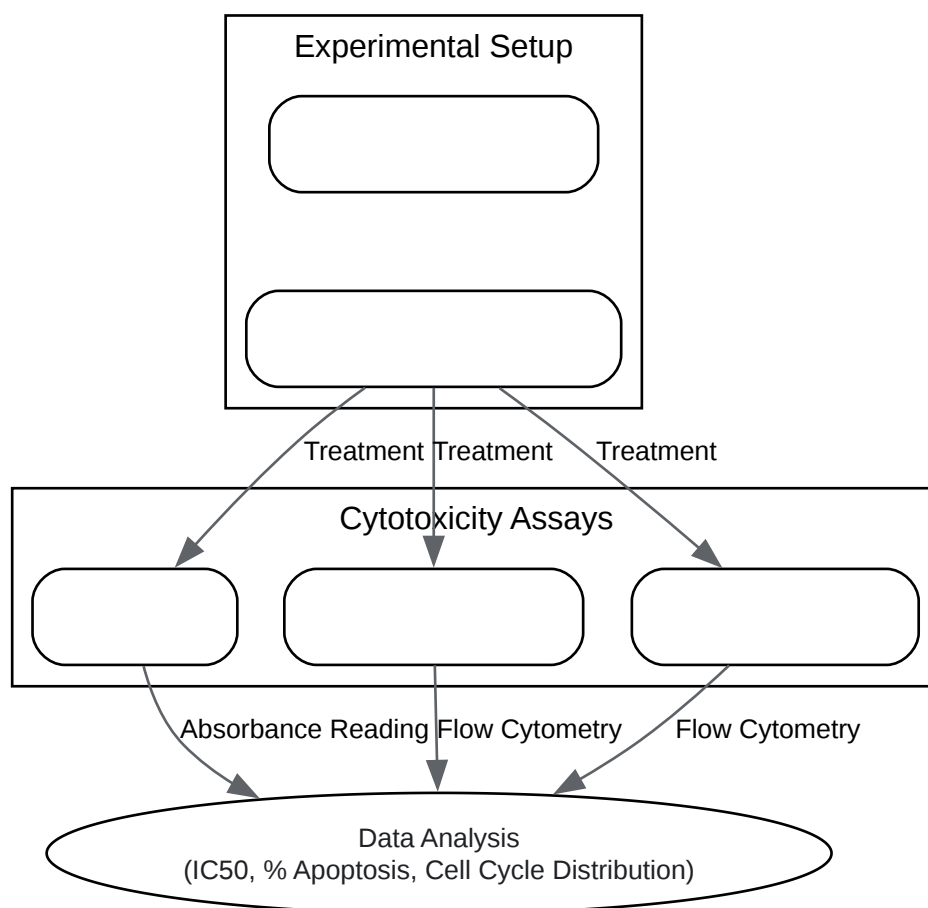 Experimental Setup
Treatment Treatment Treatment
Cytotoxicity Assays
Absorbance Reading Flow Cytometry Flow Cytometry
Data Analysis
(IC50, % Apoptosis, Cell Cycle Distribution)